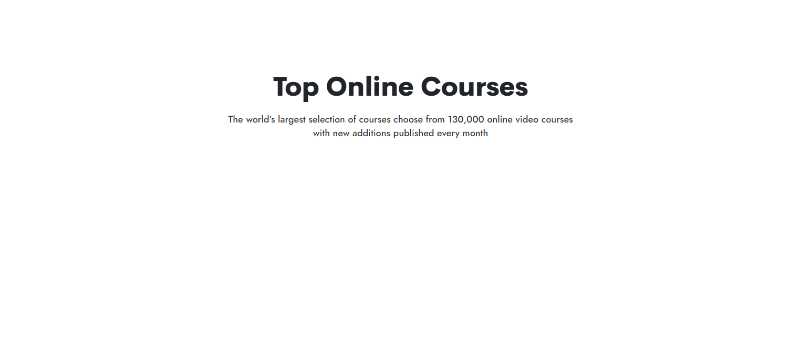 Top Online Courses
The world's largest selection of courses choose from 130,000 online video courses
with new additions published every month